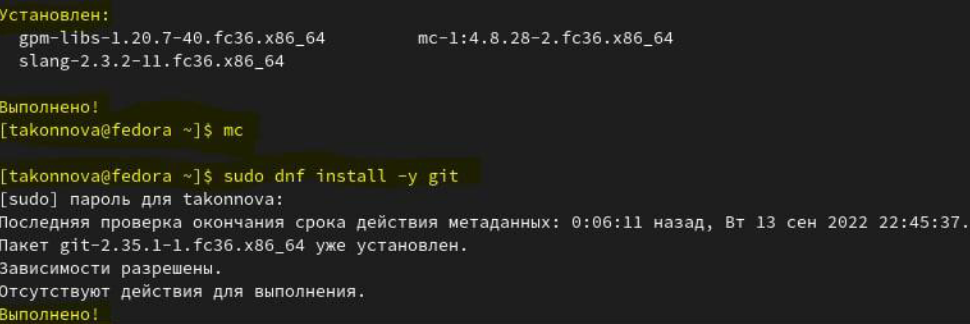 Установлен:
gpm-libs-1.20.7-40.fc36.x86_64 mc-1:4.8.28-2.fc36.x86_64
slang-2.3.2-11.fc36.x86_64
Выполнено!
[takonnova@fedora ~]$ mc
[takonnova@fedora ~]$ sudo dnf install -y git
[sudo] пароль для takonnova:
Последняя проверка окончания срока действия метаданных: 0:06:11 назад, Вт 13 сен 2022 22:45:37.
Пакет git-2.35.1-1.fc36.x86_64 уже установлен.
Зависимости разрешены.
Отсутствуют действия для выполнения.
Выполнено!